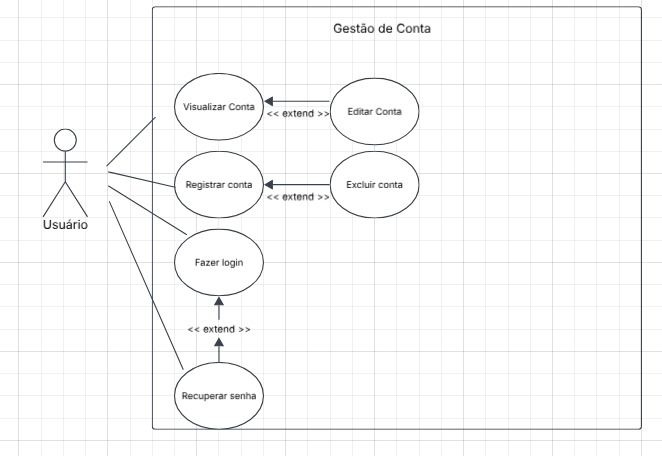 Gestão de Conta
Visualizar Conta
<< extend >>
Editar Conta
Usuário
Registrar conta
<< extend >>
Excluir conta
Fazer login
<< extend >>
Recuperar senha